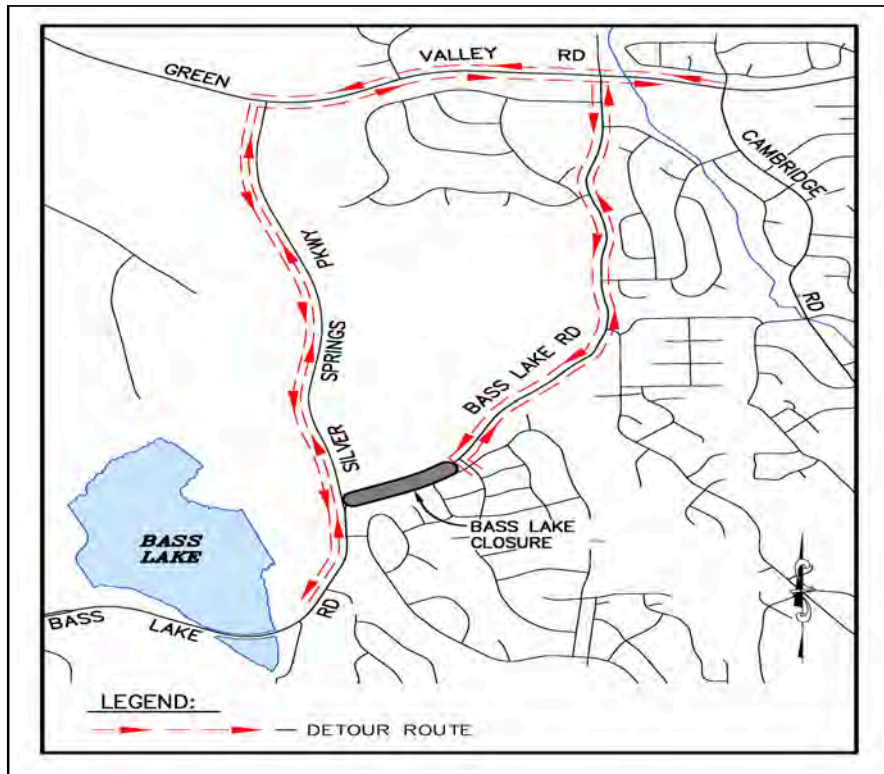 GREEN VALLEY RD
CAMBRIDGE RD
SILVER SPRINGS PKWY
BASS LAKE RD
BASS LAKE
CLOSURE
BASS
LAKE
BASS LAKE RD
LEGEND:
DETOUR ROUTE